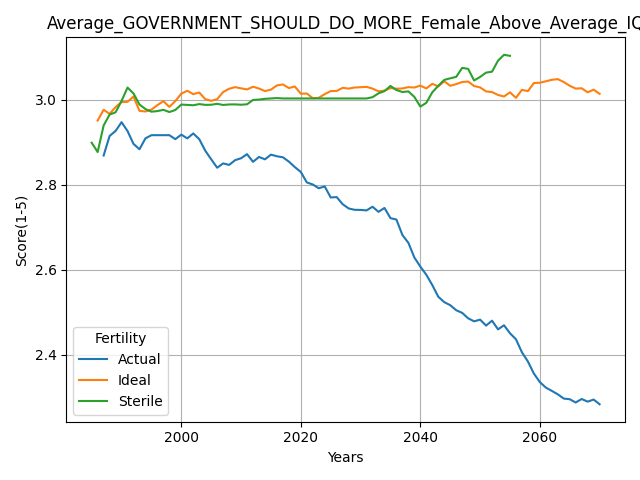 Average_GOVERNMENT_SHOULD_DO_MORE_Female_Above_Average_IQ
Score(1-5)
3.0
2.8
2.6
2.4
Fertility
Actual
Ideal
Sterile
2000
2020
2040
2060
Years